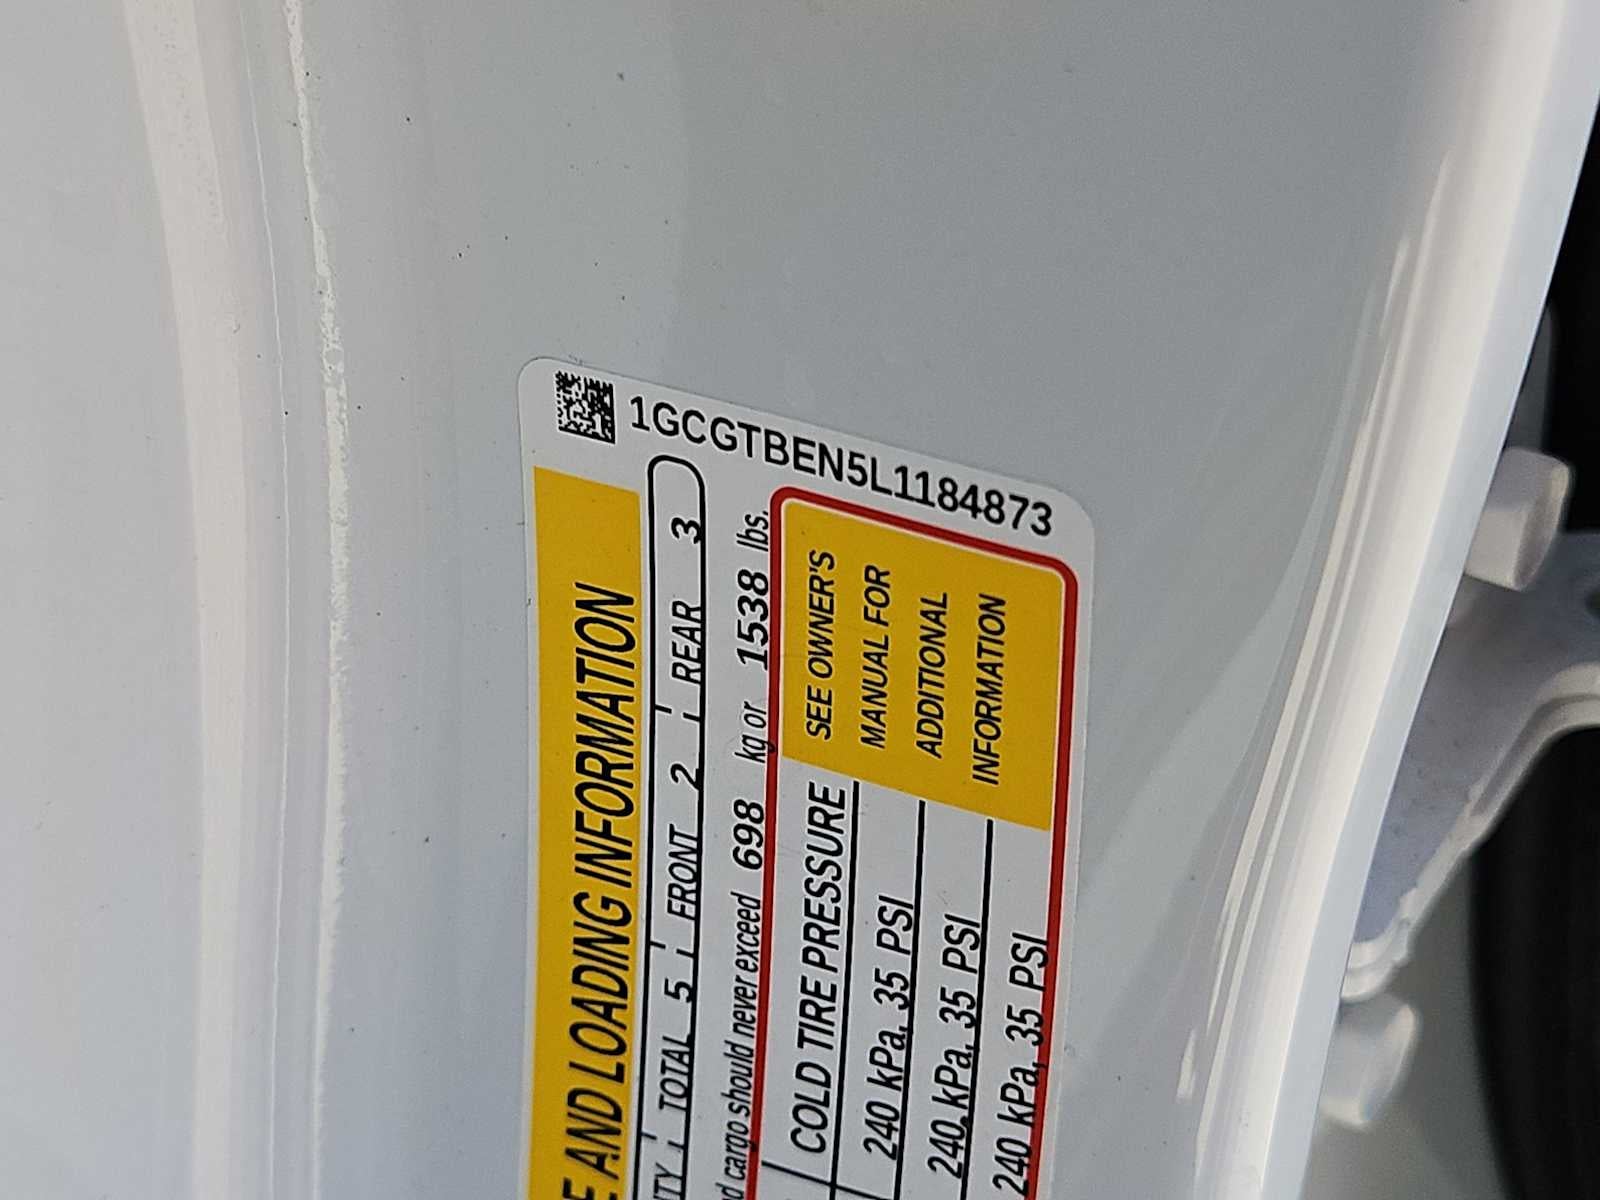 1GCGTBEN5L1184873
AND LOADING INFORMATION
TOTAL 5 FRONT 2 REAR 3
cargo should never exceed 698 kg or 1538 lbs.
COLD TIRE PRESSURE
240 kPa, 35 PSI
240 kPa, 35 PSI
240 kPa, 35 PSI
SEE OWNER'S
MANUAL FOR
ADDITIONAL
INFORMATION